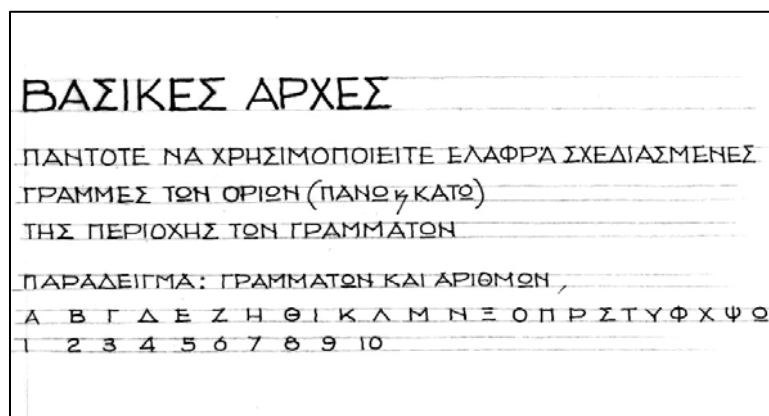 ΒΑΣΙΚΕΣ ΑΡΧΕΣ
ΠΑΝΤΟΤΕ ΝΑ ΧΡΗΣΙΜΟΠΟΙΕΙΤΕ ΕΛΑΦΡΑ ΣΧΕΔΙΑΣΜΕΝΕΣ
ΓΡΑΜΜΕΣ ΤΩΝ ΟΡΙΩΝ (ΠΑΝΩ ϗ ΚΑΤΩ)
ΤΗΣ ΠΕΡΙΟΧΗΣ ΤΩΝ ΓΡΑΜΜΑΤΩΝ
ΠΑΡΑΔΕΙΓΜΑ: ΓΡΑΜΜΑΤΩΝ ΚΑΙ ΑΡΙΘΜΩΝ,
Α Β Γ Δ Ε Ζ Η Θ Ι Κ Λ Μ Ν Ξ Ο Π Ρ Σ Τ Υ Φ Χ Ψ Ω
1 2 3 4 5 6 7 8 9 10